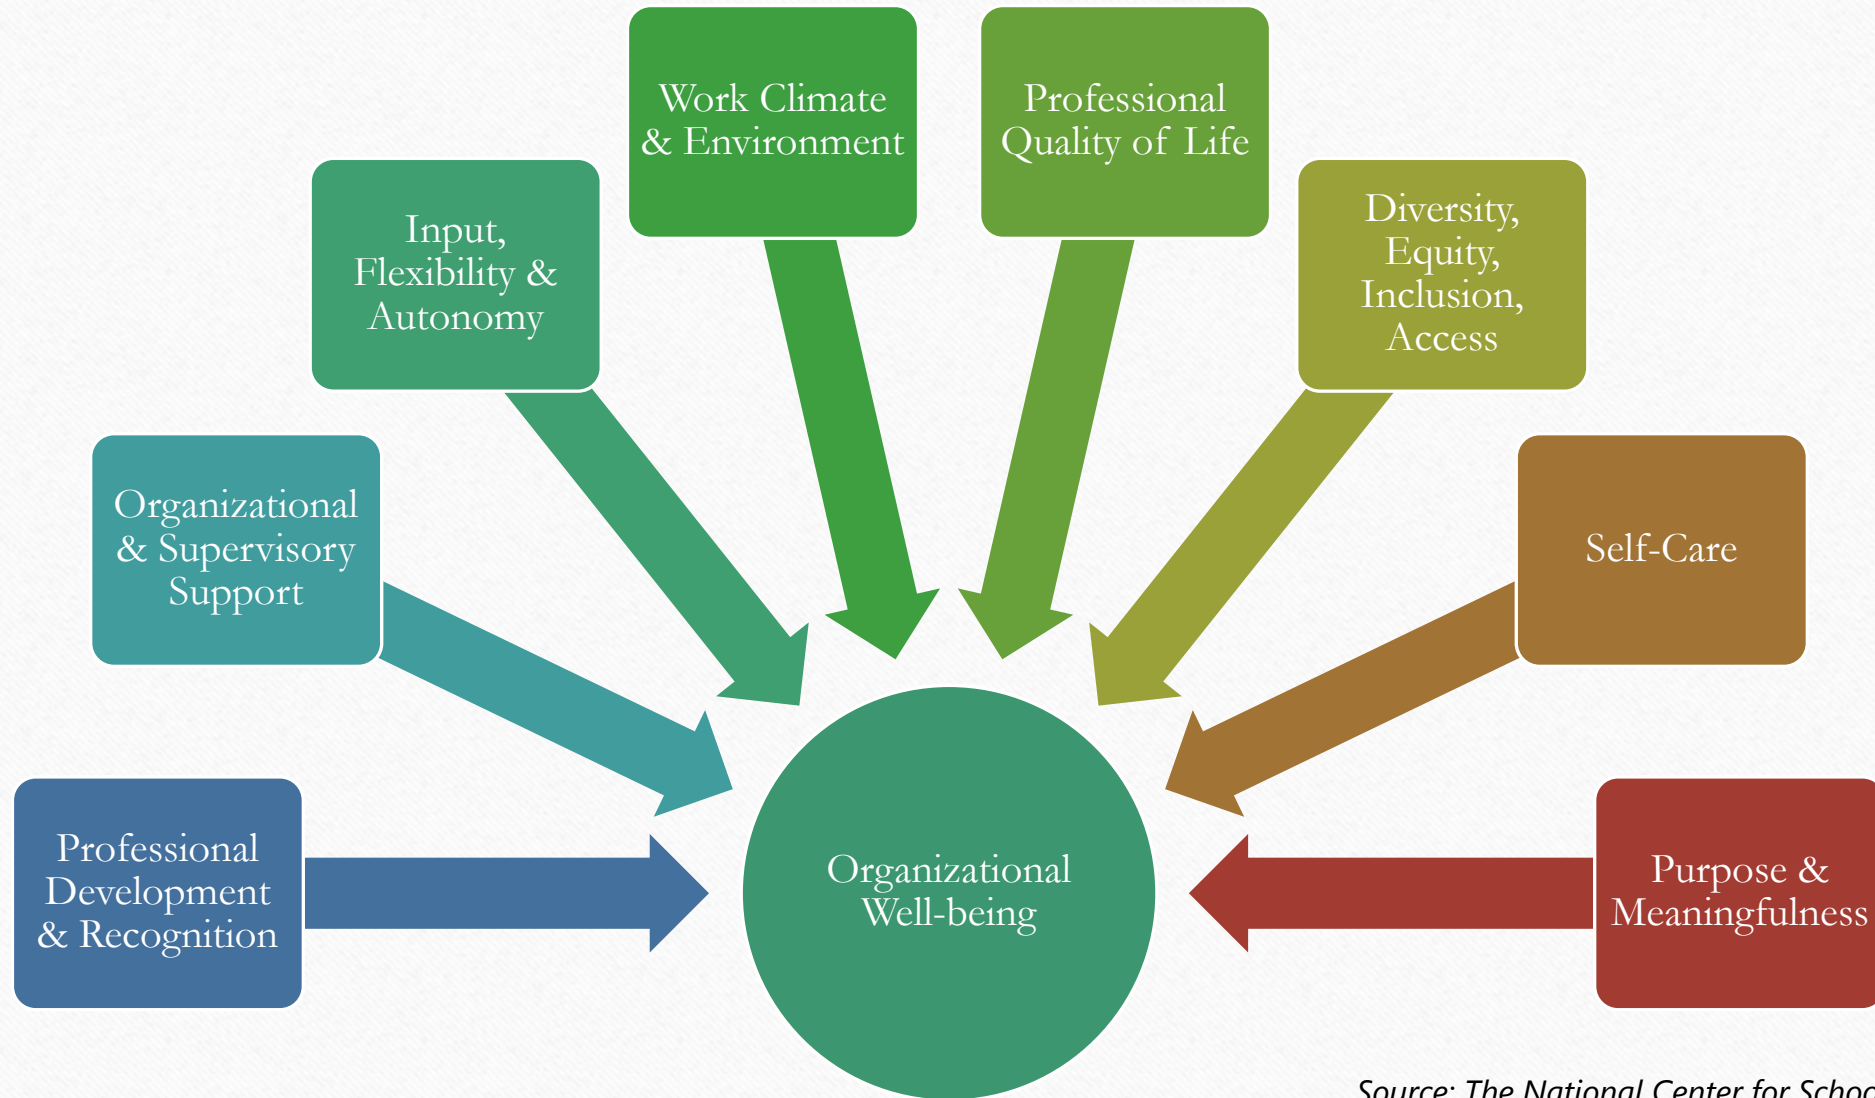 Work Climate
& Environment
Professional
Quality of Life
Input,
Flexibility &
Autonomy
Diversity,
Equity,
Inclusion,
Access
Organizational
& Supervisory
Support
Self-Care
Professional
Development
& Recognition
Organizational
Well-being
Purpose &
Meaningfulness
Source: The National Center for School